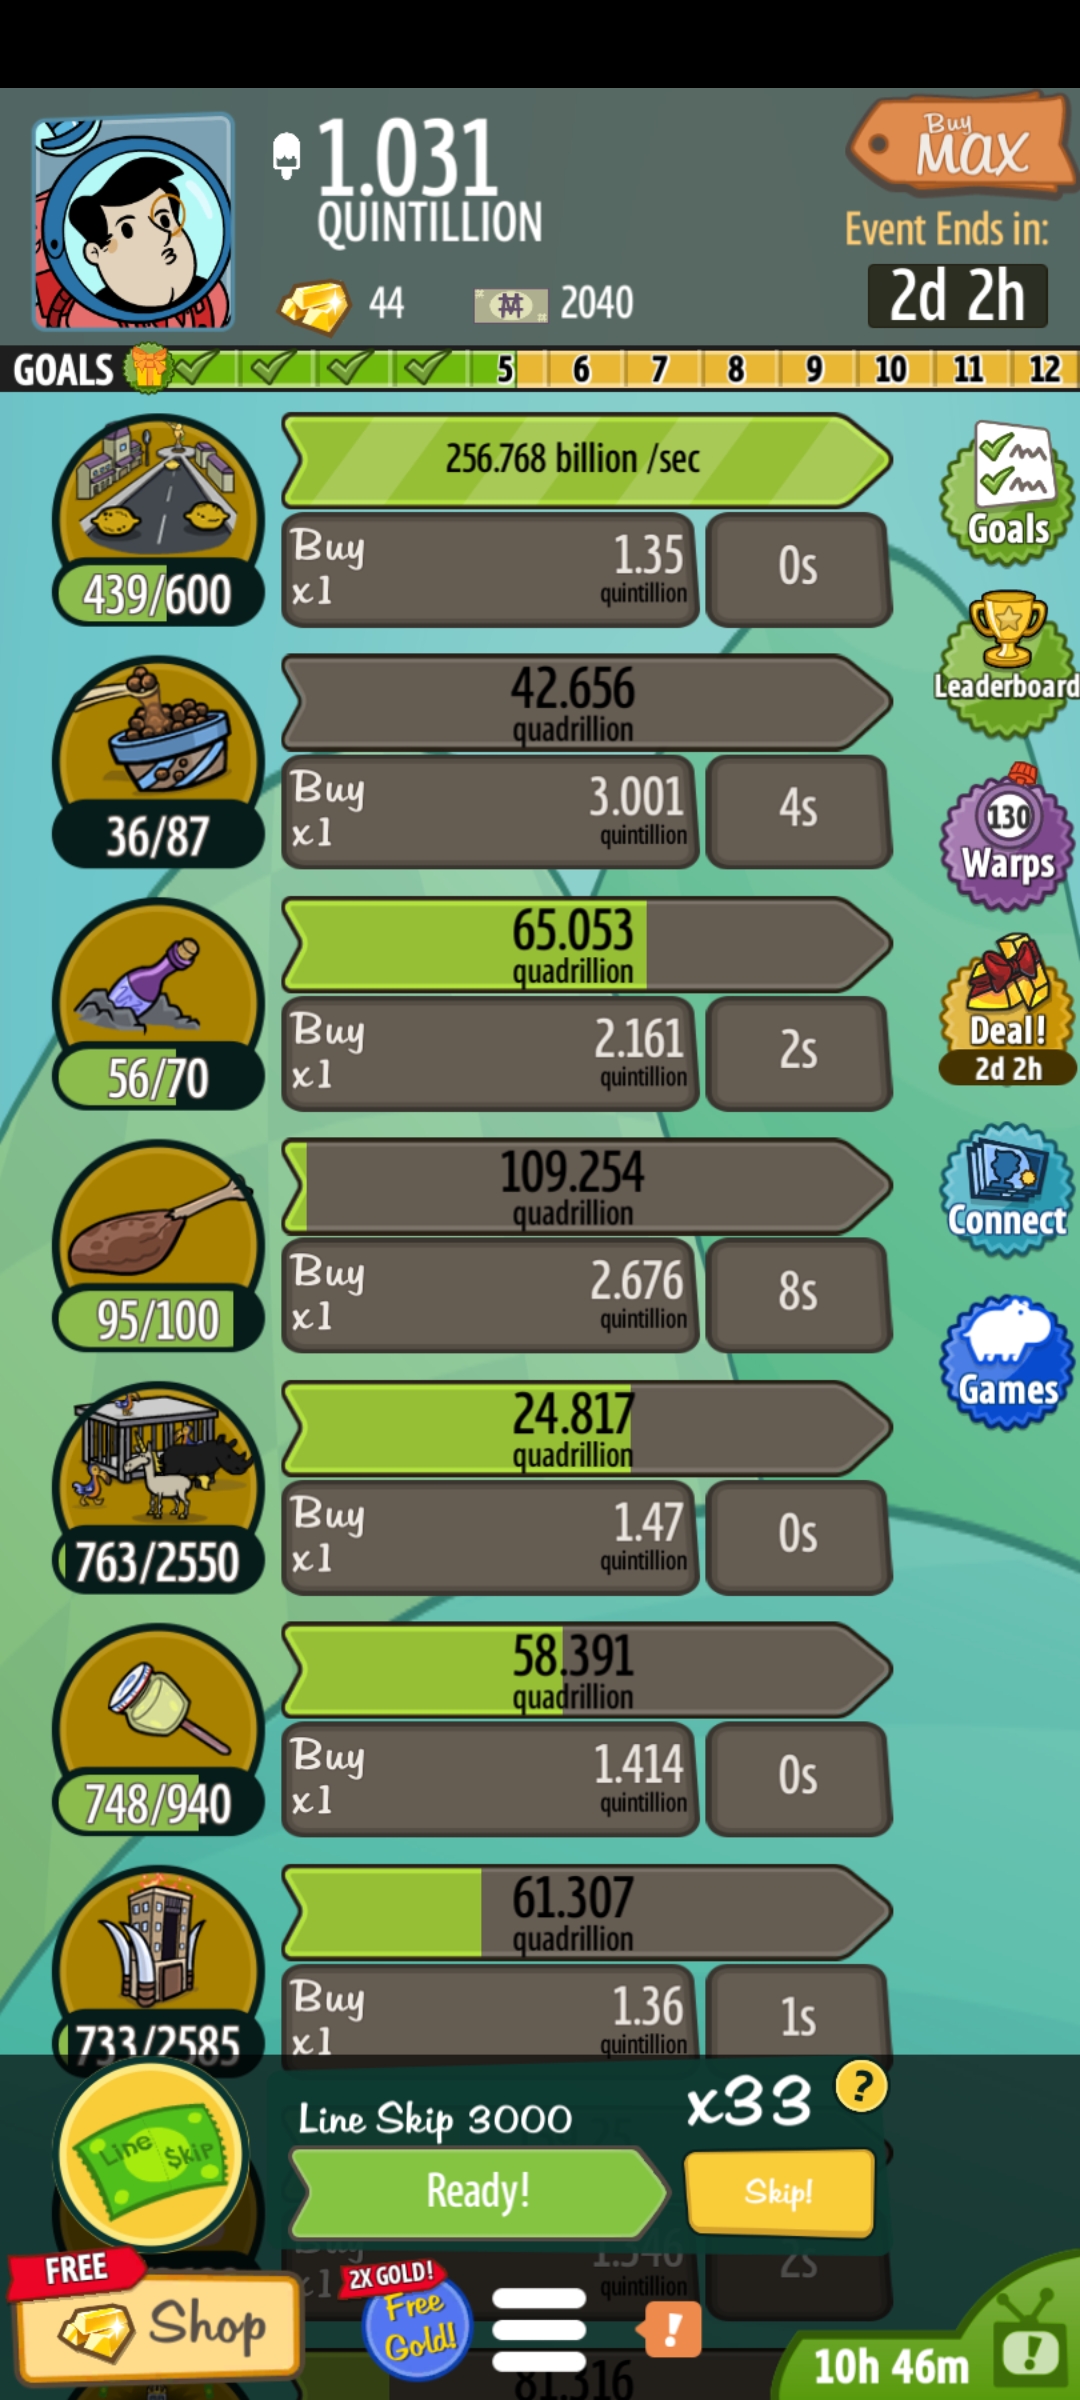 1.031
QUINTILLION
Buy
MAX
Event Ends in:
2d 2h
44
2040
GOALS 5 6 7 8 9 10 11 12
256.768 billion /sec
Buy
x1
1.35
quintillion
0s
439/600
Goals
42.656
quadrillion
Buy
x1
3.001
quintillion
4s
36/87
Leaderboard
65.053
quadrillion
Buy
x1
2.161
quintillion
2s
56/70
130
Warps
Deal!
2d 2h
109.254
quadrillion
Buy
x1
2.676
quintillion
8s
95/100
Connect
Games
24.817
quadrillion
Buy
x1
1.47
quintillion
0s
763/2550
58.391
quadrillion
Buy
x1
1.414
quintillion
0s
748/940
61.307
quadrillion
Buy
x1
1.36
quintillion
1s
733/2585
Line Skip
Line Skip 3000
x33
?
Ready!
Skip!
quintillion
2s
FREE
Shop
2X GOLD!
Free
Gold!
!
10h 46m
!
81.316